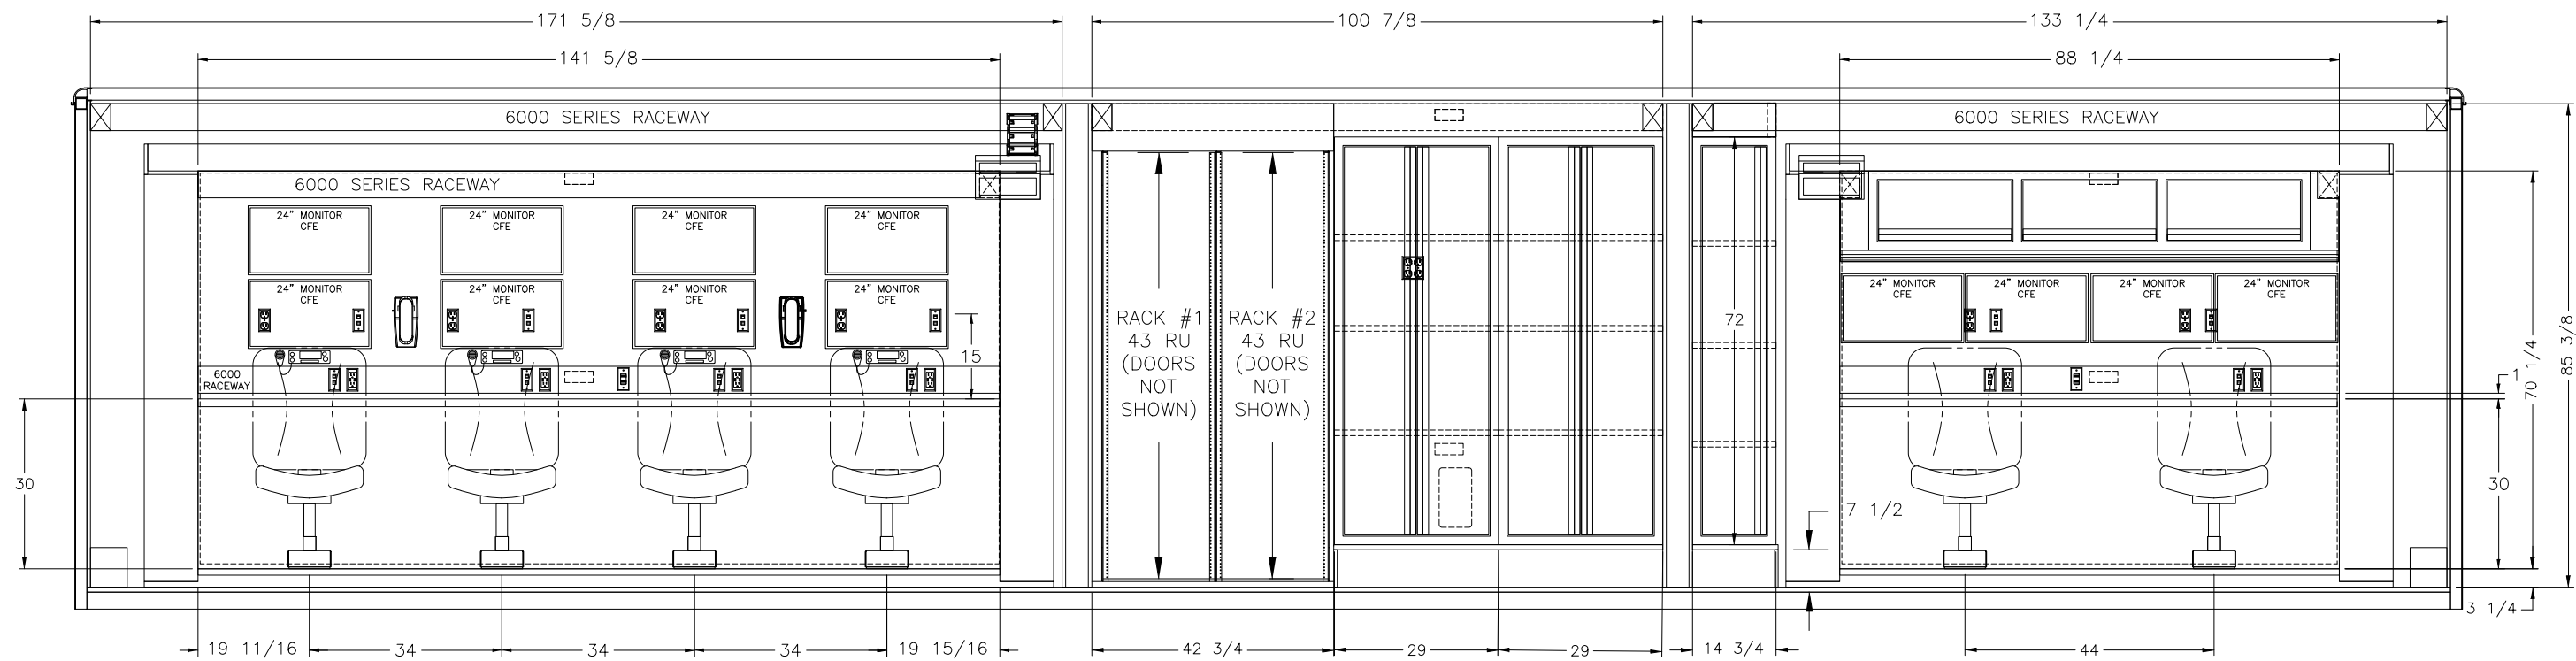 171 5/8
100 7/8
133 1/4
141 5/8
88 1/4
6000 SERIES RACEWAY
6000 SERIES RACEWAY
6000 SERIES RACEWAY
24" MONITOR
CFE
24" MONITOR
CFE
24" MONITOR
CFE
24" MONITOR
CFE
24" MONITOR
CFE
24" MONITOR
CFE
24" MONITOR
CFE
24" MONITOR
CFE
24" MONITOR
CFE
24" MONITOR
CFE
24" MONITOR
CFE
24" MONITOR
CFE
RACK #1
43 RU
(DOORS
NOT
SHOWN)
RACK #2
43 RU
(DOORS
NOT
SHOWN)
72
15
6000
RACEWAY
1
70 1/4
85 3/8
30
30
7 1/2
3 1/4
19 11/16
34
34
34
19 15/16
42 3/4
29
29
14 3/4
44